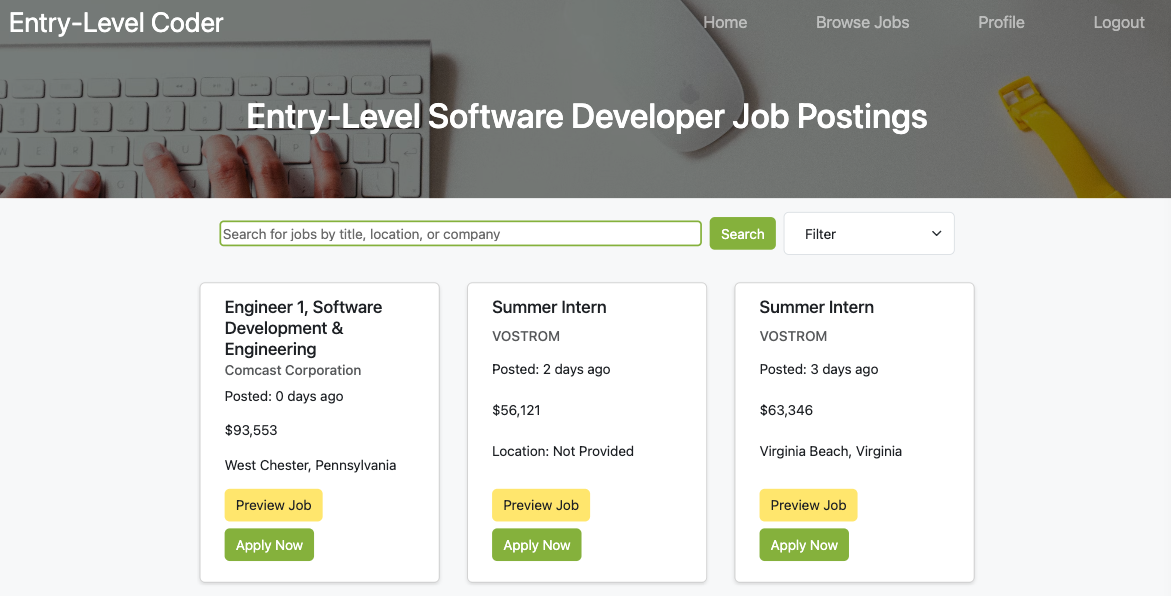 Entry-Level Coder
Home
Browse Jobs
Profile
Logout
Entry-Level Software Developer Job Postings
Search for jobs by title, location, or company
Search
Filter
Engineer 1, Software
Development &
Engineering
Comcast Corporation
Posted: 0 days ago
$93,553
West Chester, Pennsylvania
Preview Job
Apply Now
Summer Intern
VOSTROM
Posted: 2 days ago
$56,121
Location: Not Provided
Preview Job
Apply Now
Summer Intern
VOSTROM
Posted: 3 days ago
$63,346
Virginia Beach, Virginia
Preview Job
Apply Now